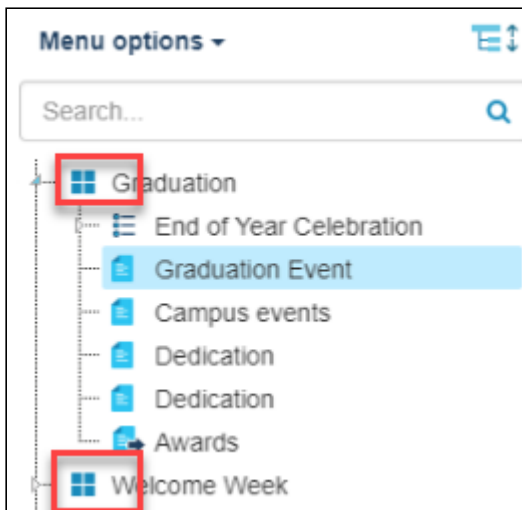 Menu options
Search...
Graduation
End of Year Celebration
Graduation Event
Campus events
Dedication
Dedication
Awards
Welcome Week